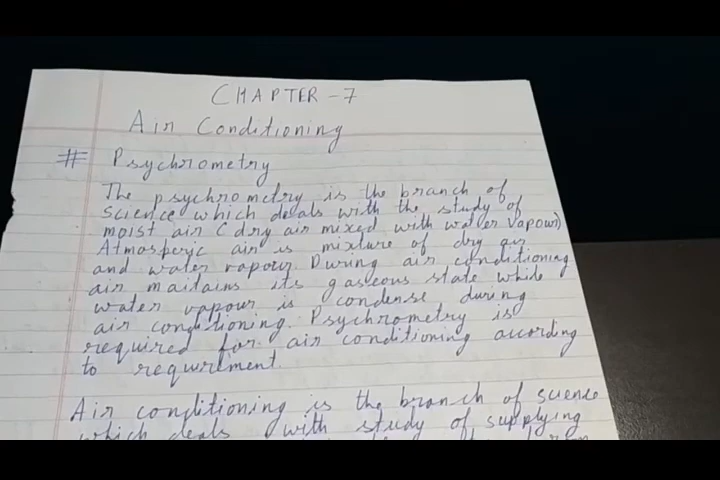 CHAPTER - 7
Air Conditioning
# Psychrometry
The psychrometry is the branch of
science which deals with the study of
moist air (dry air mixed with water vapour)
Atmosperic air is mixture of dry air
and water vapour. During air conditioning
air maitains its gaseous state while
water vapour is condense during
air conditioning. Psychrometry is
required for air conditioning according
to requirement.
Air conditioning is the branch of science
which deals with study of supplying